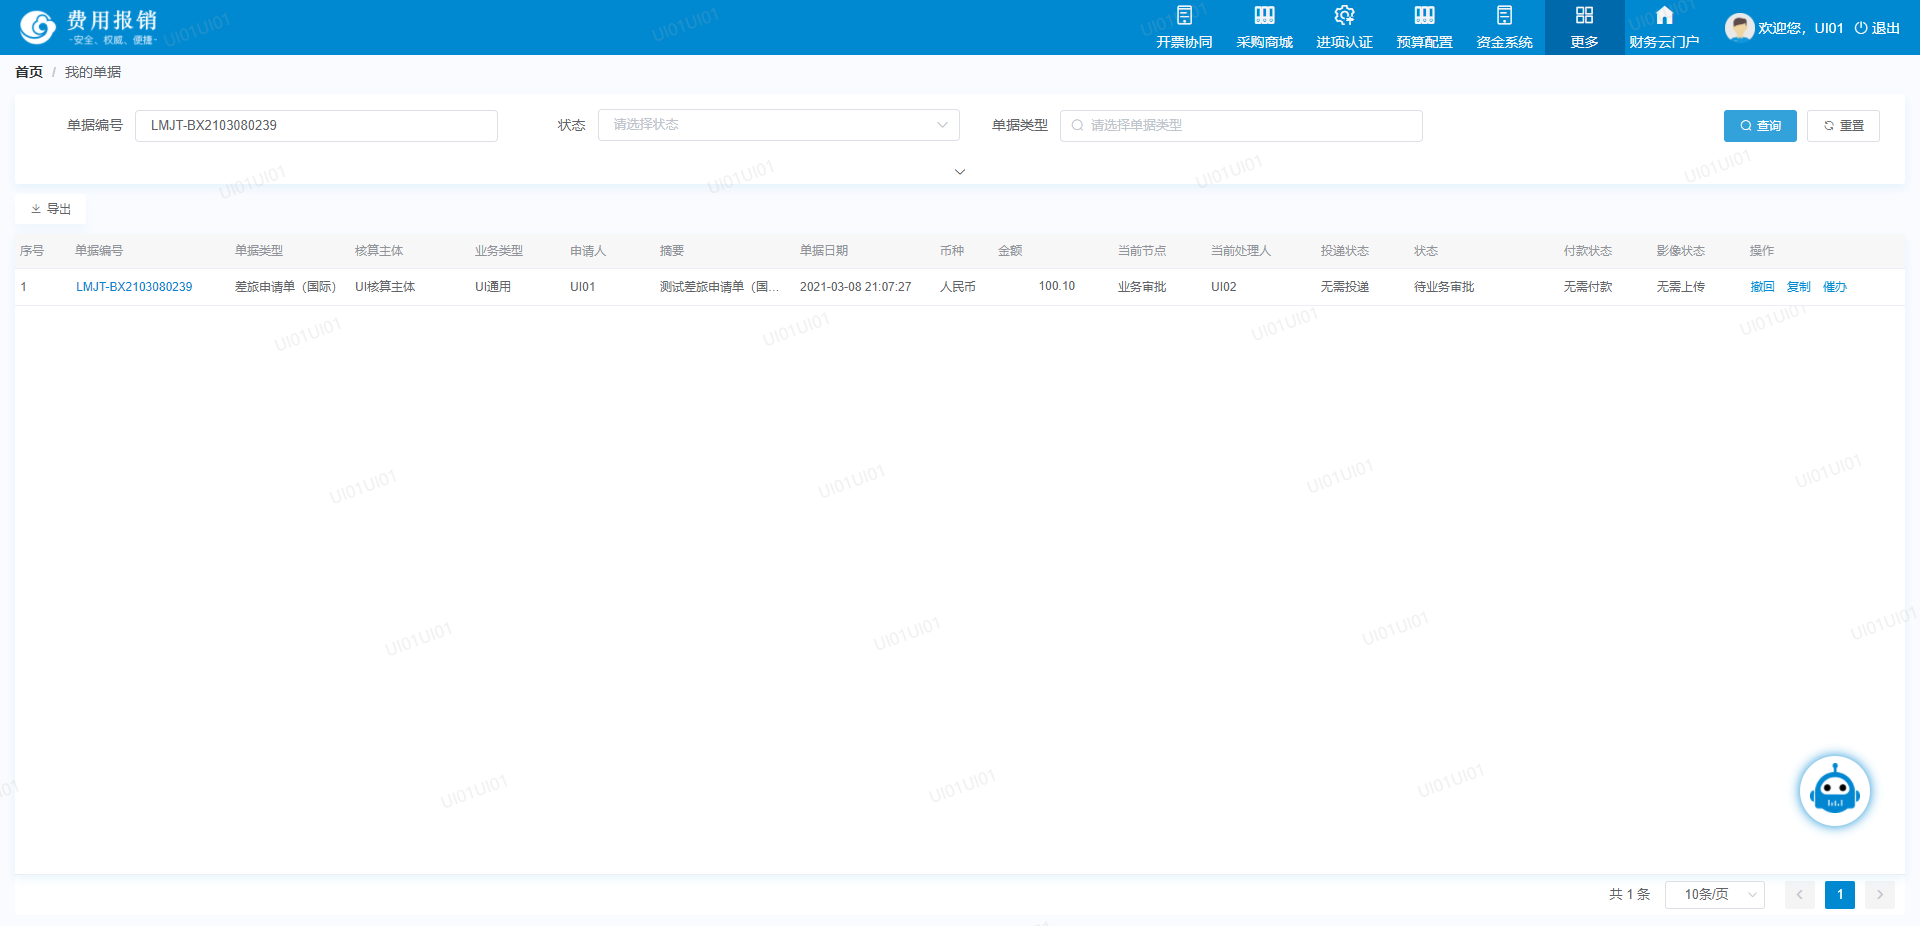 费用报销
-安全、权威、便捷-
开票协同 采购商城 进项认证 预算配置 资金系统 更多 财务云门户 欢迎您，UI01 退出
首页 / 我的单据
单据编号 LMJT-BX2103080239 状态 请选择状态 单据类型 请选择单据类型 查询 重置
导出
序号 单据编号 单据类型 核算主体 业务类型 申请人 摘要 单据日期 币种 金额 当前节点 当前处理人 投递状态 状态 付款状态 影像状态 操作
1 LMJT-BX2103080239 差旅申请单（国际） UI核算主体 UI通用 UI01 测试差旅申请单（国... 2021-03-08 21:07:27 人民币 100.10 业务审批 UI02 无需投递 待业务审批 无需付款 无需上传 撤回 复制 催办
共 1 条 10条/页 1
UI01UI01